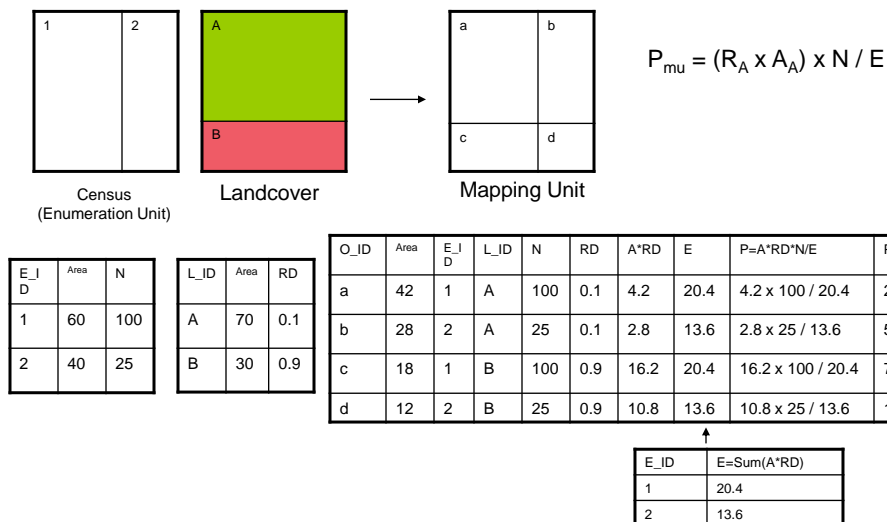 1 2
A
B
a b
c d
Pmu = (RA x AA) x N / E
Census
(Enumeration Unit)
Landcover
Mapping Unit
E_I
D Area N
1 60 100
2 40 25
L_ID Area RD
A 70 0.1
B 30 0.9
O_ID Area E_I
D L_ID N RD A*RD E P=A*RD*N/E
a 42 1 A 100 0.1 4.2 20.4 4.2 x 100 / 20.4
b 28 2 A 25 0.1 2.8 13.6 2.8 x 25 / 13.6
c 18 1 B 100 0.9 16.2 20.4 16.2 x 100 / 20.4
d 12 2 B 25 0.9 10.8 13.6 10.8 x 25 / 13.6
E_ID E=Sum(A*RD)
1 20.4
2 13.6